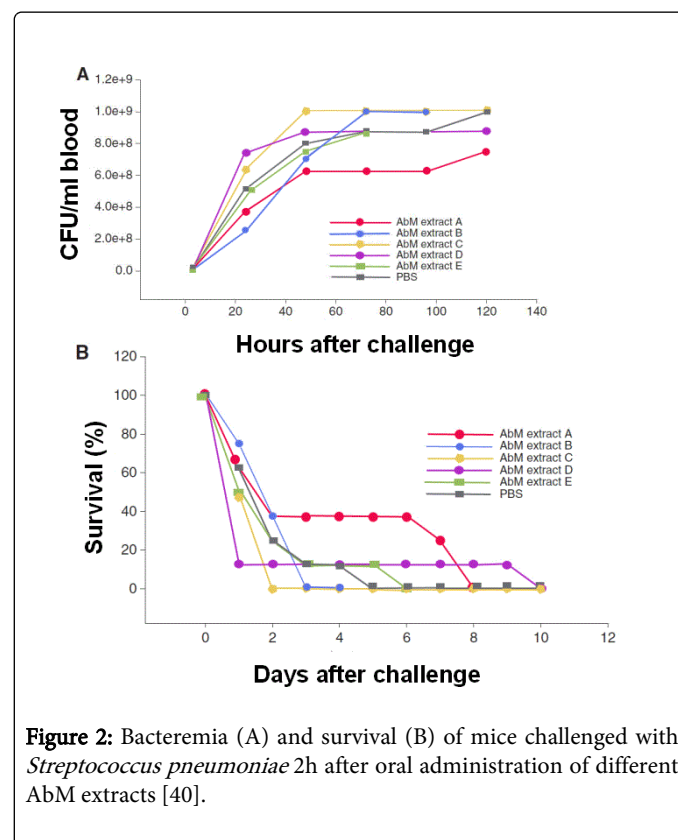 A
1.2e+9
1.0e+9
8.0e+8
6.0e+8
4.0e+8
2.0e+8
0.0
CFU/ml blood
AbM extract A
AbM extract B
AbM extract C
AbM extract D
AbM extract E
PBS
0 20 40 60 80 100 120 140
Hours after challenge
B
120
100
80
60
40
20
0
Survival (%)
AbM extract A
AbM extract B
AbM extract C
AbM extract D
AbM extract E
PBS
0 2 4 6 8 10 12
Days after challenge
Figure 2: Bacteremia (A) and survival (B) of mice challenged with
Streptococcus pneumoniae 2h after oral administration of different
AbM extracts [40].